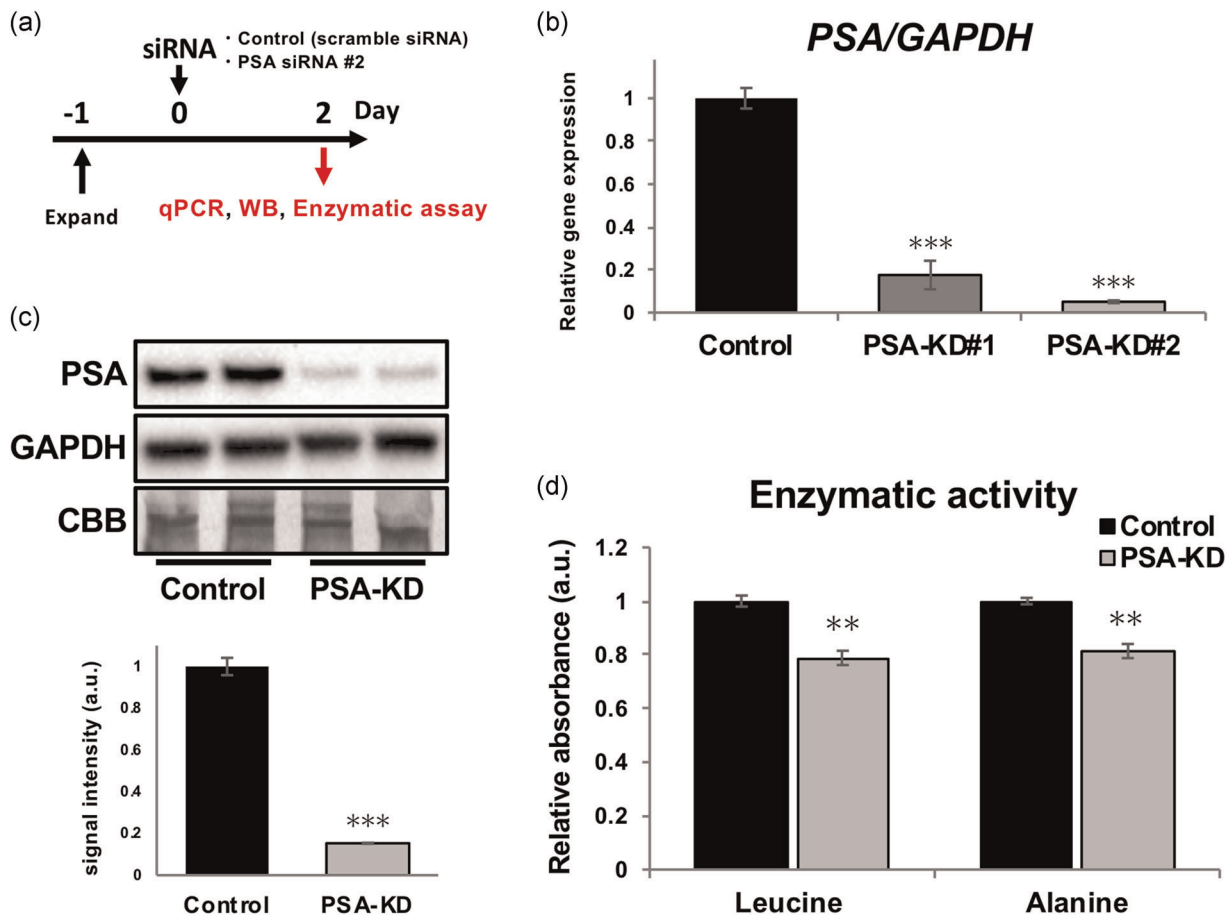 (a)
siRNA
· Control (scramble siRNA)
· PSA siRNA #2
-1 0 2 Day
Expand
qPCR, WB, Enzymatic assay
(b)
PSA/GAPDH
Relative gene expression
1
0.8
0.6
0.4
0.2
0
***
***
Control PSA-KD#1 PSA-KD#2
(c)
PSA
GAPDH
CBB
Control PSA-KD
signal intensity (a.u.)
1
0.8
0.6
0.4
0.2
0
***
Control PSA-KD
(d)
Enzymatic activity
Control
PSA-KD
Relative absorbance (a.u.)
1.2
1
0.8
0.6
0.4
0.2
0
**
**
Leucine Alanine